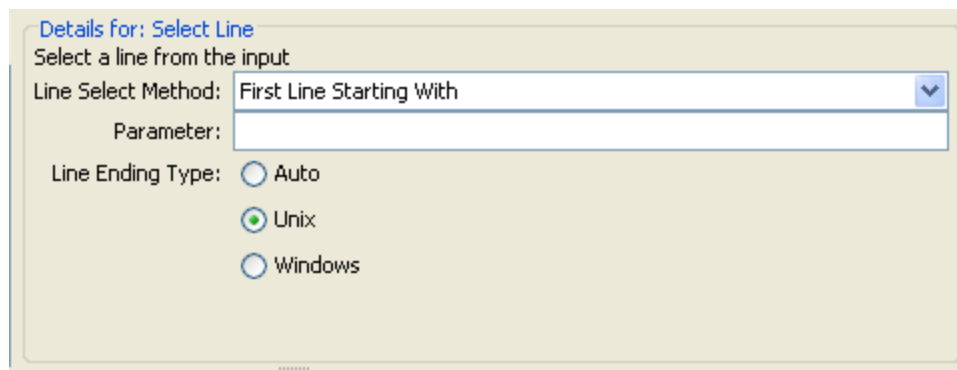 Details for: Select Line
Select a line from the input
Line Select Method: First Line Starting With
Parameter:
Line Ending Type: Auto
Unix
Windows